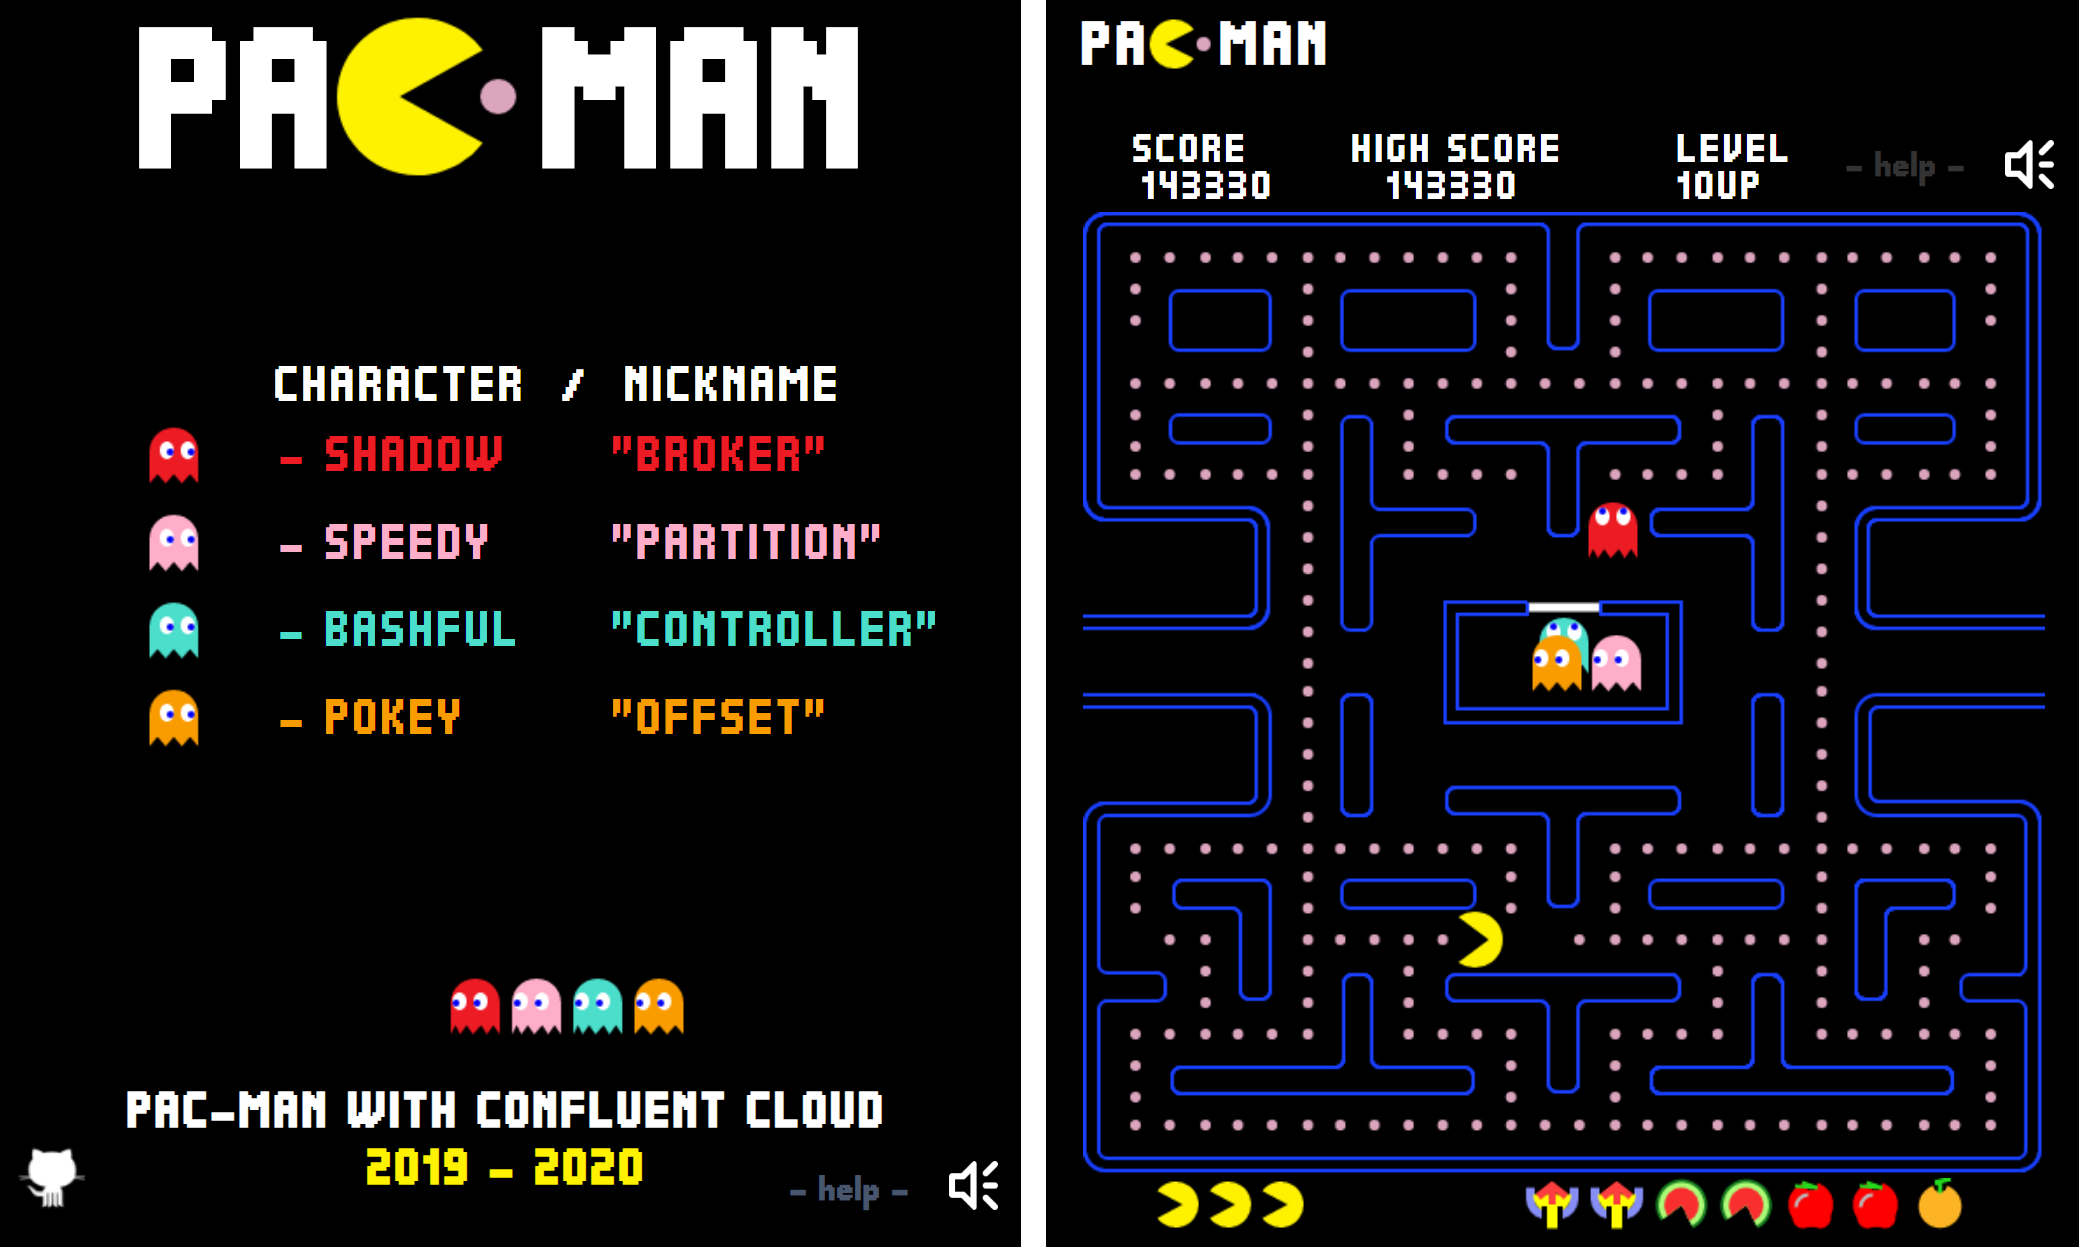 PAC-MAN
CHARACTER / NICKNAME
- SHADOW "BROKER"
- SPEEDY "PARTITION"
- BASHFUL "CONTROLLER"
- POKEY "OFFSET"
PAC-MAN WITH CONFLUENT CLOUD
2019 - 2020
- help -
PAC-MAN
SCORE HIGH SCORE LEVEL
143330 143330 10UP
- help -